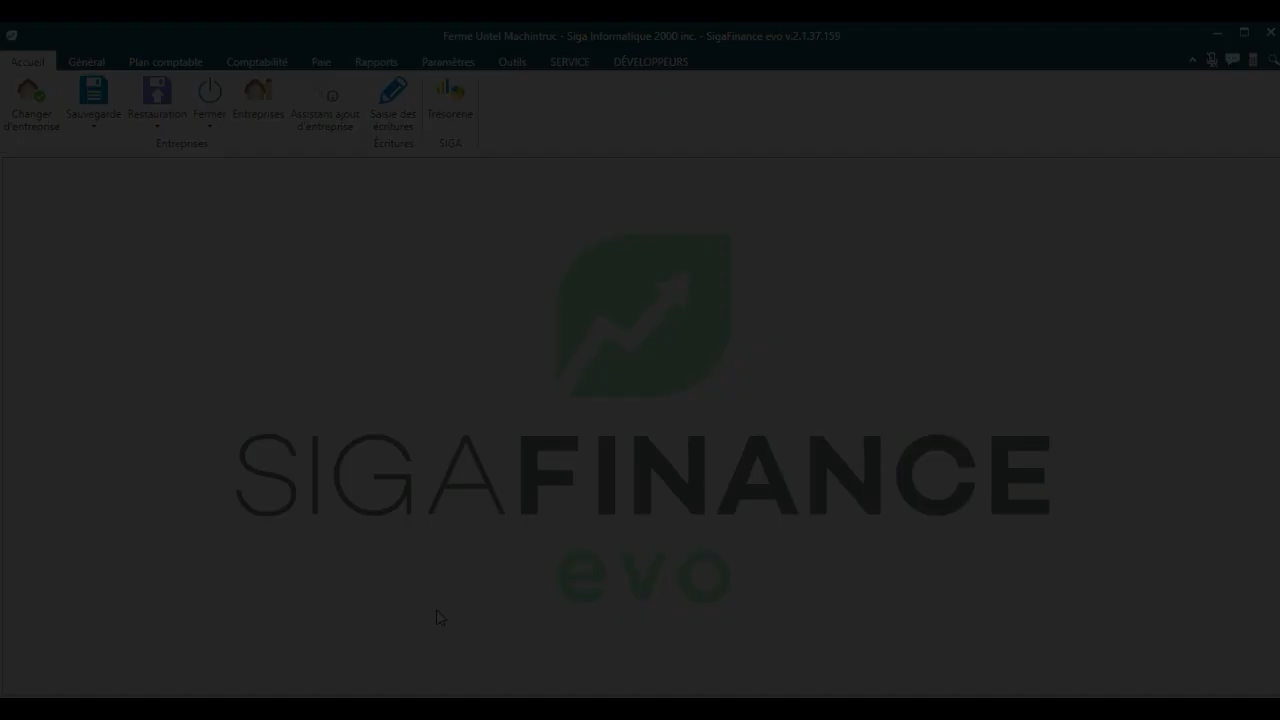 Ferme Untel Machintruc - Siga Informatique 2000 inc. - SigaFinance evo v.2.1.37.159
Accueil Général Plan comptable Comptabilité Paie Rapports Paramètres Outils SERVICE DÉVELOPPEURS
Changer d'entreprise
Sauvegarde
Restauration
Fermer
Entreprises
Assistant ajout d'entreprise
Saisie des écritures
Trésorerie
Entreprises Écritures SIGA
SIGAFINANCE
evo